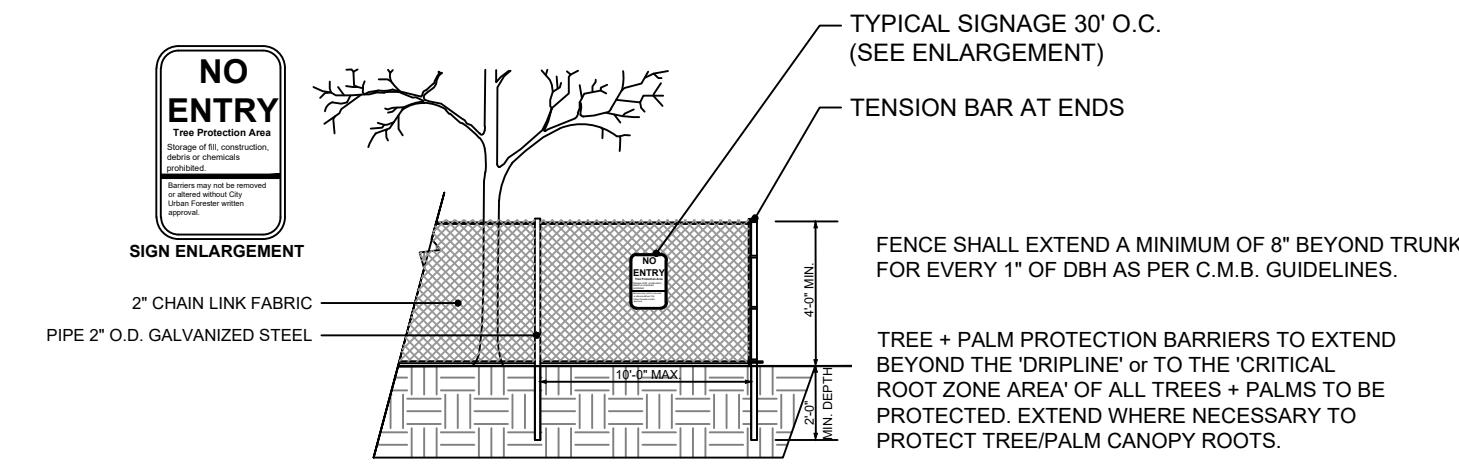 NO
ENTRY
Tree Protection Area
Storage of fill, construction,
debris or chemicals
prohibited.
Barriers may not be removed
or altered without City
Urban Forester written
approval.
SIGN ENLARGEMENT
2" CHAIN LINK FABRIC
PIPE 2" O.D. GALVANIZED STEEL
TYPICAL SIGNAGE 30' O.C.
(SEE ENLARGEMENT)
TENSION BAR AT ENDS
NO
ENTRY
4'-0" MIN.
10'-0" MAX.
2'-0"
MIN. DEPTH
FENCE SHALL EXTEND A MINIMUM OF 8" BEYOND TRUNK
FOR EVERY 1" OF DBH AS PER C.M.B. GUIDELINES.
TREE + PALM PROTECTION BARRIERS TO EXTEND
BEYOND THE 'DRIPLINE' or TO THE 'CRITICAL
ROOT ZONE AREA' OF ALL TREES + PALMS TO BE
PROTECTED. EXTEND WHERE NECESSARY TO
PROTECT TREE/PALM CANOPY ROOTS.